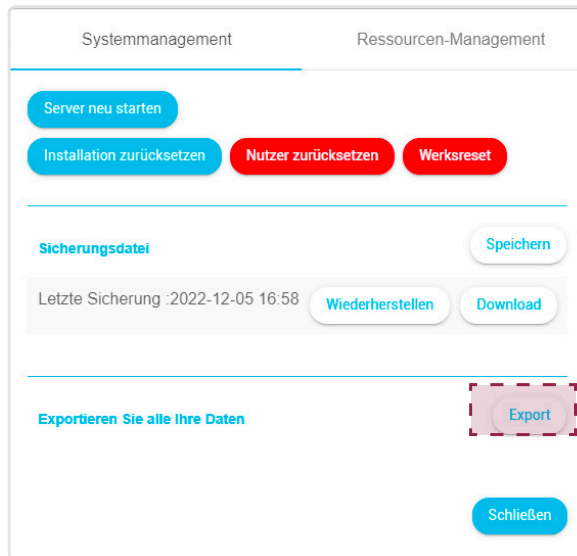 Systemmanagement Ressourcen-Management
Server neu starten
Installation zurücksetzen Nutzer zurücksetzen Werksreset
Sicherungsdatei Speichern
Letzte Sicherung :2022-12-05 16:58 Wiederherstellen Download
Exportieren Sie alle Ihre Daten Export
Schließen